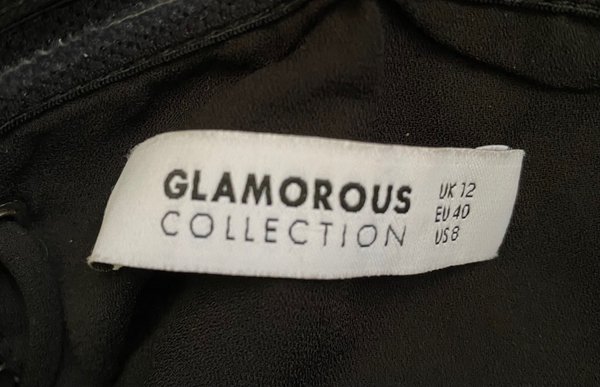 GLAMOROUS
COLLECTION
UK 12
EU 40
US 8